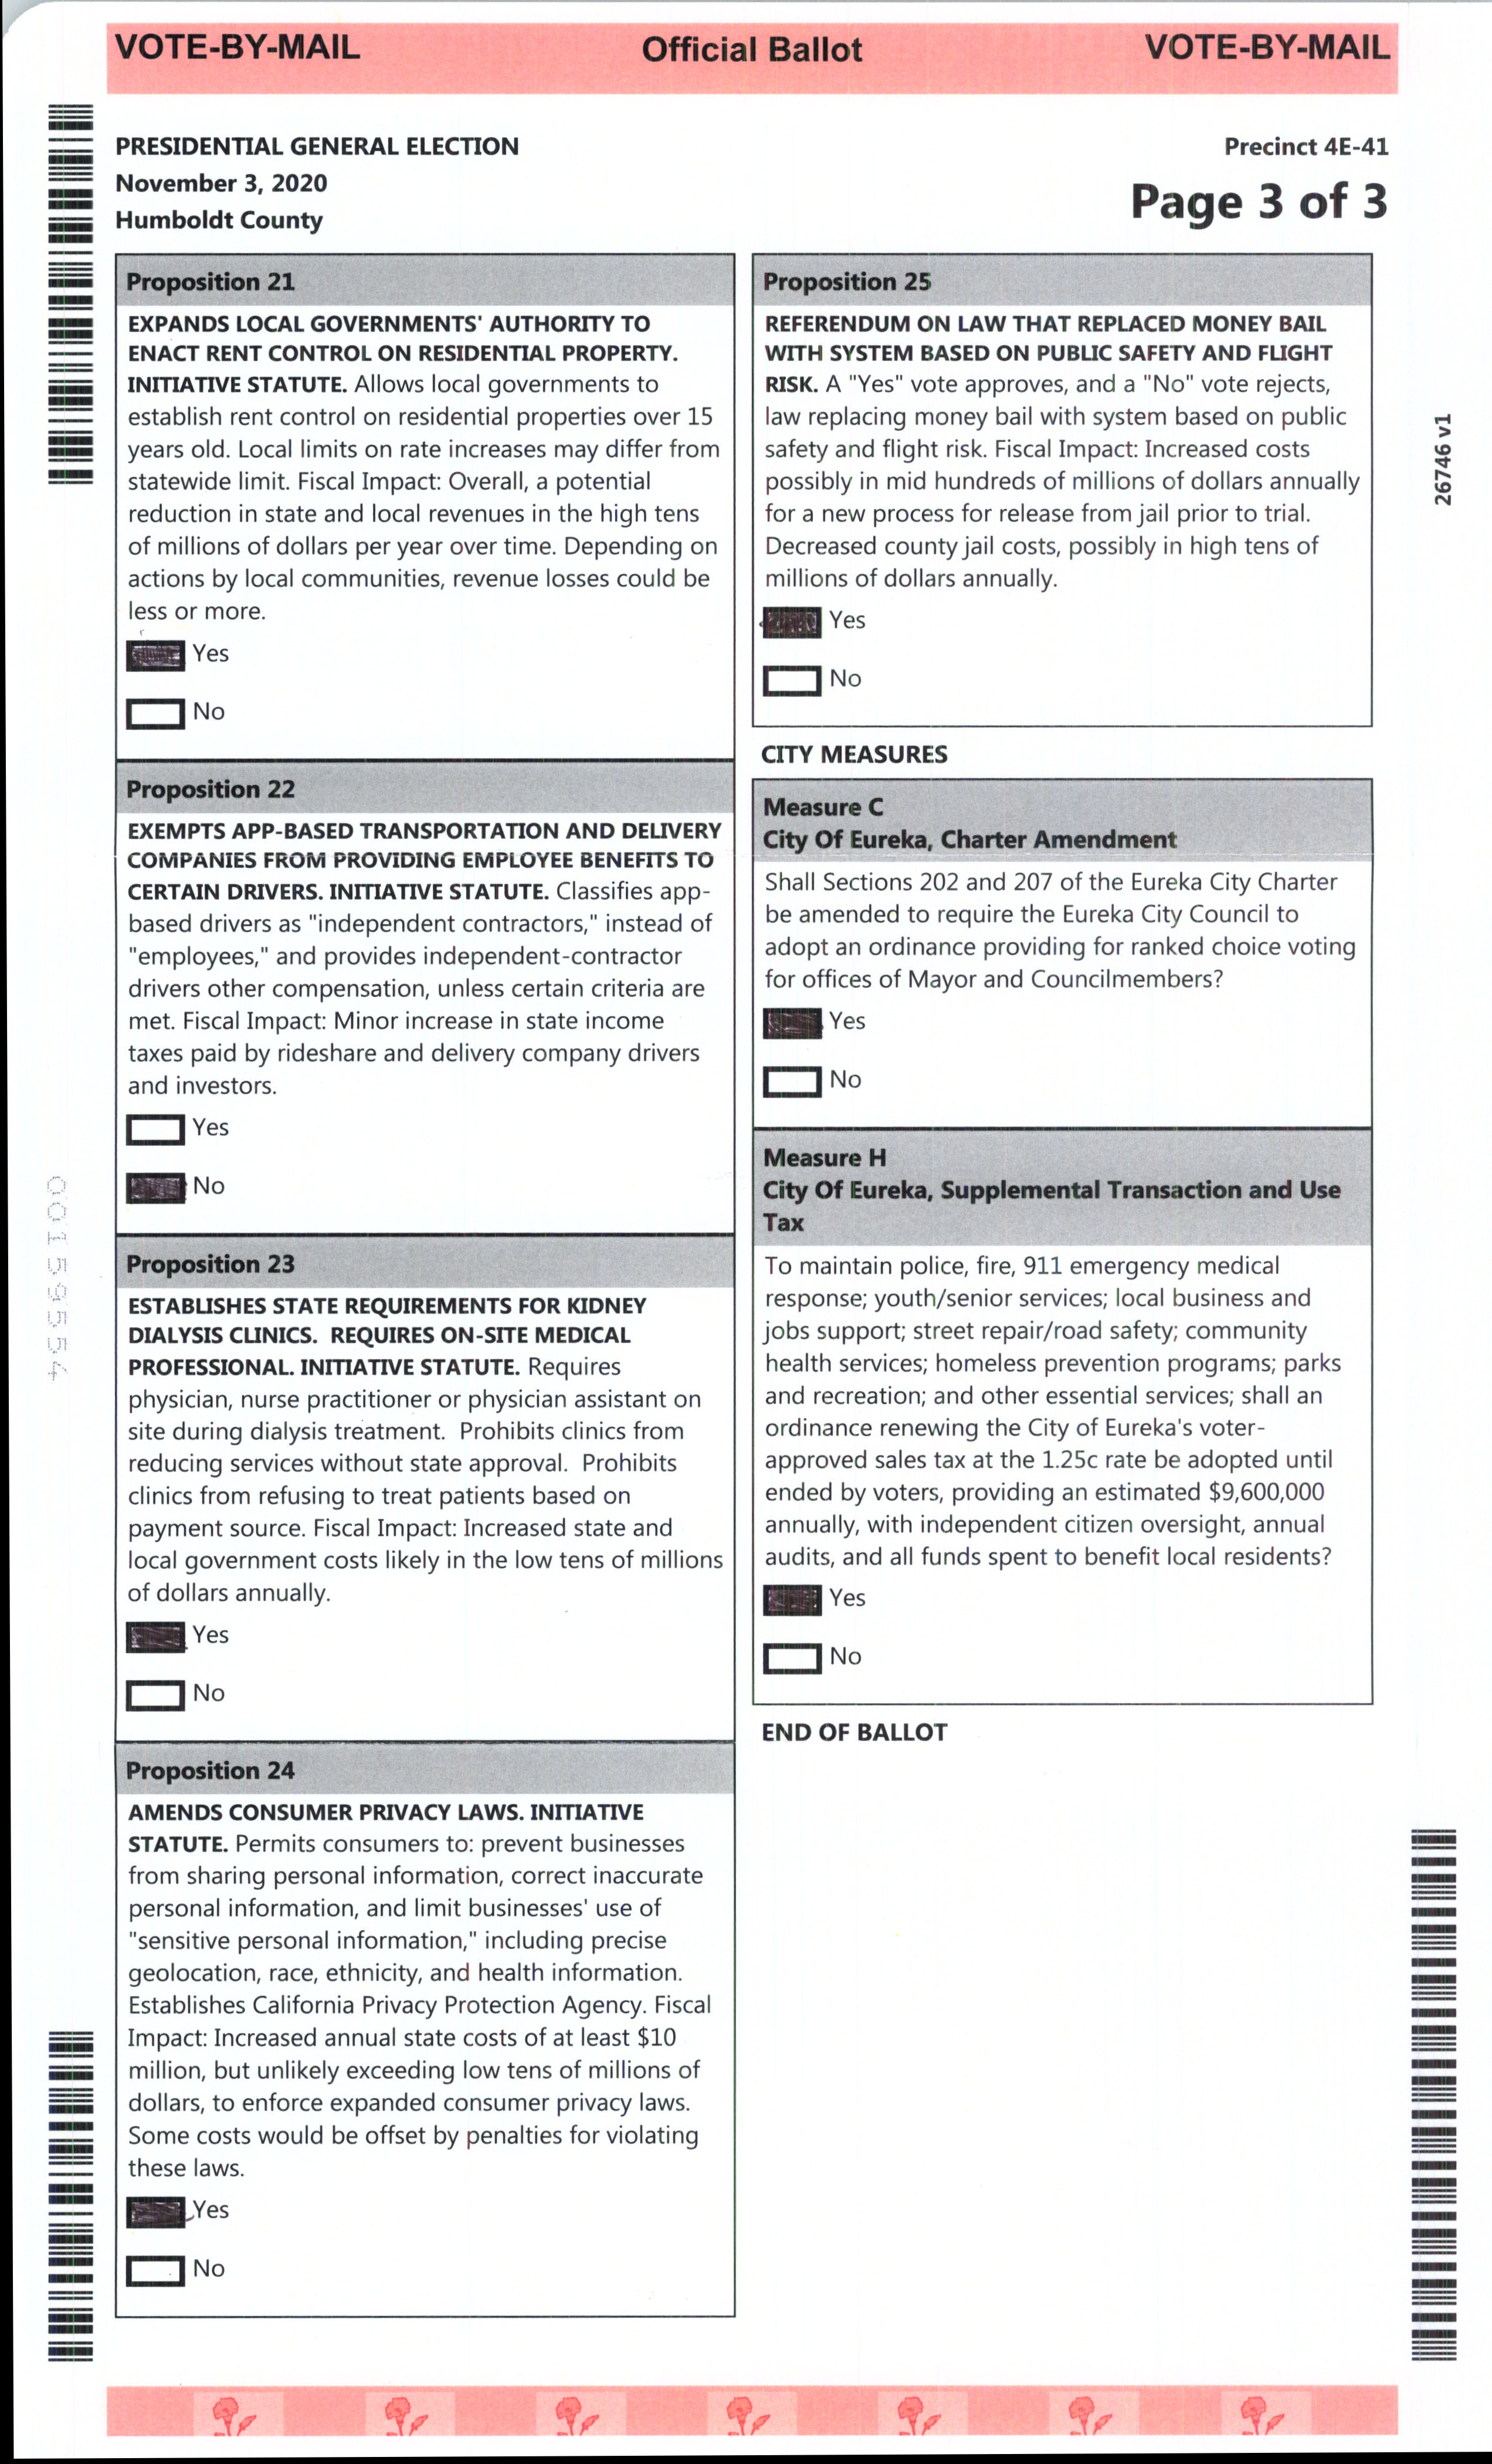 VOTE-BY-MAIL Official Ballot VOTE-BY-MAIL
PRESIDENTIAL GENERAL ELECTION
November 3, 2020
Humboldt County
Precinct 4E-41
Page 3 of 3
Proposition 21
EXPANDS LOCAL GOVERNMENTS' AUTHORITY TO
ENACT RENT CONTROL ON RESIDENTIAL PROPERTY.
INITIATIVE STATUTE. Allows local governments to
establish rent control on residential properties over 15
years old. Local limits on rate increases may differ from
statewide limit. Fiscal Impact: Overall, a potential
reduction in state and local revenues in the high tens
of millions of dollars per year over time. Depending on
actions by local communities, revenue losses could be
less or more.
Yes
No
Proposition 22
EXEMPTS APP-BASED TRANSPORTATION AND DELIVERY
COMPANIES FROM PROVIDING EMPLOYEE BENEFITS TO
CERTAIN DRIVERS. INITIATIVE STATUTE. Classifies app-
based drivers as "independent contractors," instead of
"employees," and provides independent-contractor
drivers other compensation, unless certain criteria are
met. Fiscal Impact: Minor increase in state income
taxes paid by rideshare and delivery company drivers
and investors.
Yes
No
Proposition 23
ESTABLISHES STATE REQUIREMENTS FOR KIDNEY
DIALYSIS CLINICS. REQUIRES ON-SITE MEDICAL
PROFESSIONAL. INITIATIVE STATUTE. Requires
physician, nurse practitioner or physician assistant on
site during dialysis treatment. Prohibits clinics from
reducing services without state approval. Prohibits
clinics from refusing to treat patients based on
payment source. Fiscal Impact: Increased state and
local government costs likely in the low tens of millions
of dollars annually.
Yes
No
Proposition 24
AMENDS CONSUMER PRIVACY LAWS. INITIATIVE
STATUTE. Permits consumers to: prevent businesses
from sharing personal information, correct inaccurate
personal information, and limit businesses' use of
"sensitive personal information," including precise
geolocation, race, ethnicity, and health information.
Establishes California Privacy Protection Agency. Fiscal
Impact: Increased annual state costs of at least $10
million, but unlikely exceeding low tens of millions of
dollars, to enforce expanded consumer privacy laws.
Some costs would be offset by penalties for violating
these laws.
Yes
No
Proposition 25
REFERENDUM ON LAW THAT REPLACED MONEY BAIL
WITH SYSTEM BASED ON PUBLIC SAFETY AND FLIGHT
RISK. A "Yes" vote approves, and a "No" vote rejects,
law replacing money bail with system based on public
safety and flight risk. Fiscal Impact: Increased costs
possibly in mid hundreds of millions of dollars annually
for a new process for release from jail prior to trial.
Decreased county jail costs, possibly in high tens of
millions of dollars annually.
Yes
No
CITY MEASURES
Measure C
City Of Eureka, Charter Amendment
Shall Sections 202 and 207 of the Eureka City Charter
be amended to require the Eureka City Council to
adopt an ordinance providing for ranked choice voting
for offices of Mayor and Councilmembers?
Yes
No
Measure H
City Of Eureka, Supplemental Transaction and Use
Tax
To maintain police, fire, 911 emergency medical
response; youth/senior services; local business and
jobs support; street repair/road safety; community
health services; homeless prevention programs; parks
and recreation; and other essential services; shall an
ordinance renewing the City of Eureka's voter-
approved sales tax at the 1.25c rate be adopted until
ended by voters, providing an estimated $9,600,000
annually, with independent citizen oversight, annual
audits, and all funds spent to benefit local residents?
Yes
No
END OF BALLOT
26746 v1
00159554